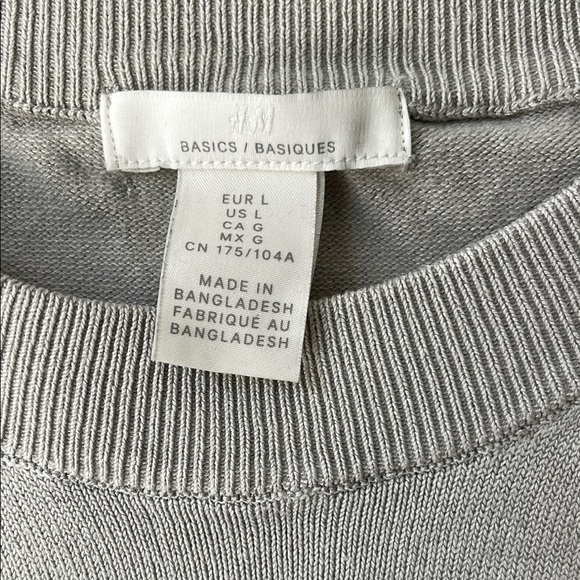 H&M
BASICS / BASIQUES
EUR L
US L
CA G
MX G
CN 175/104A
MADE IN
BANGLADESH
FABRIQUÉ AU
BANGLADESH